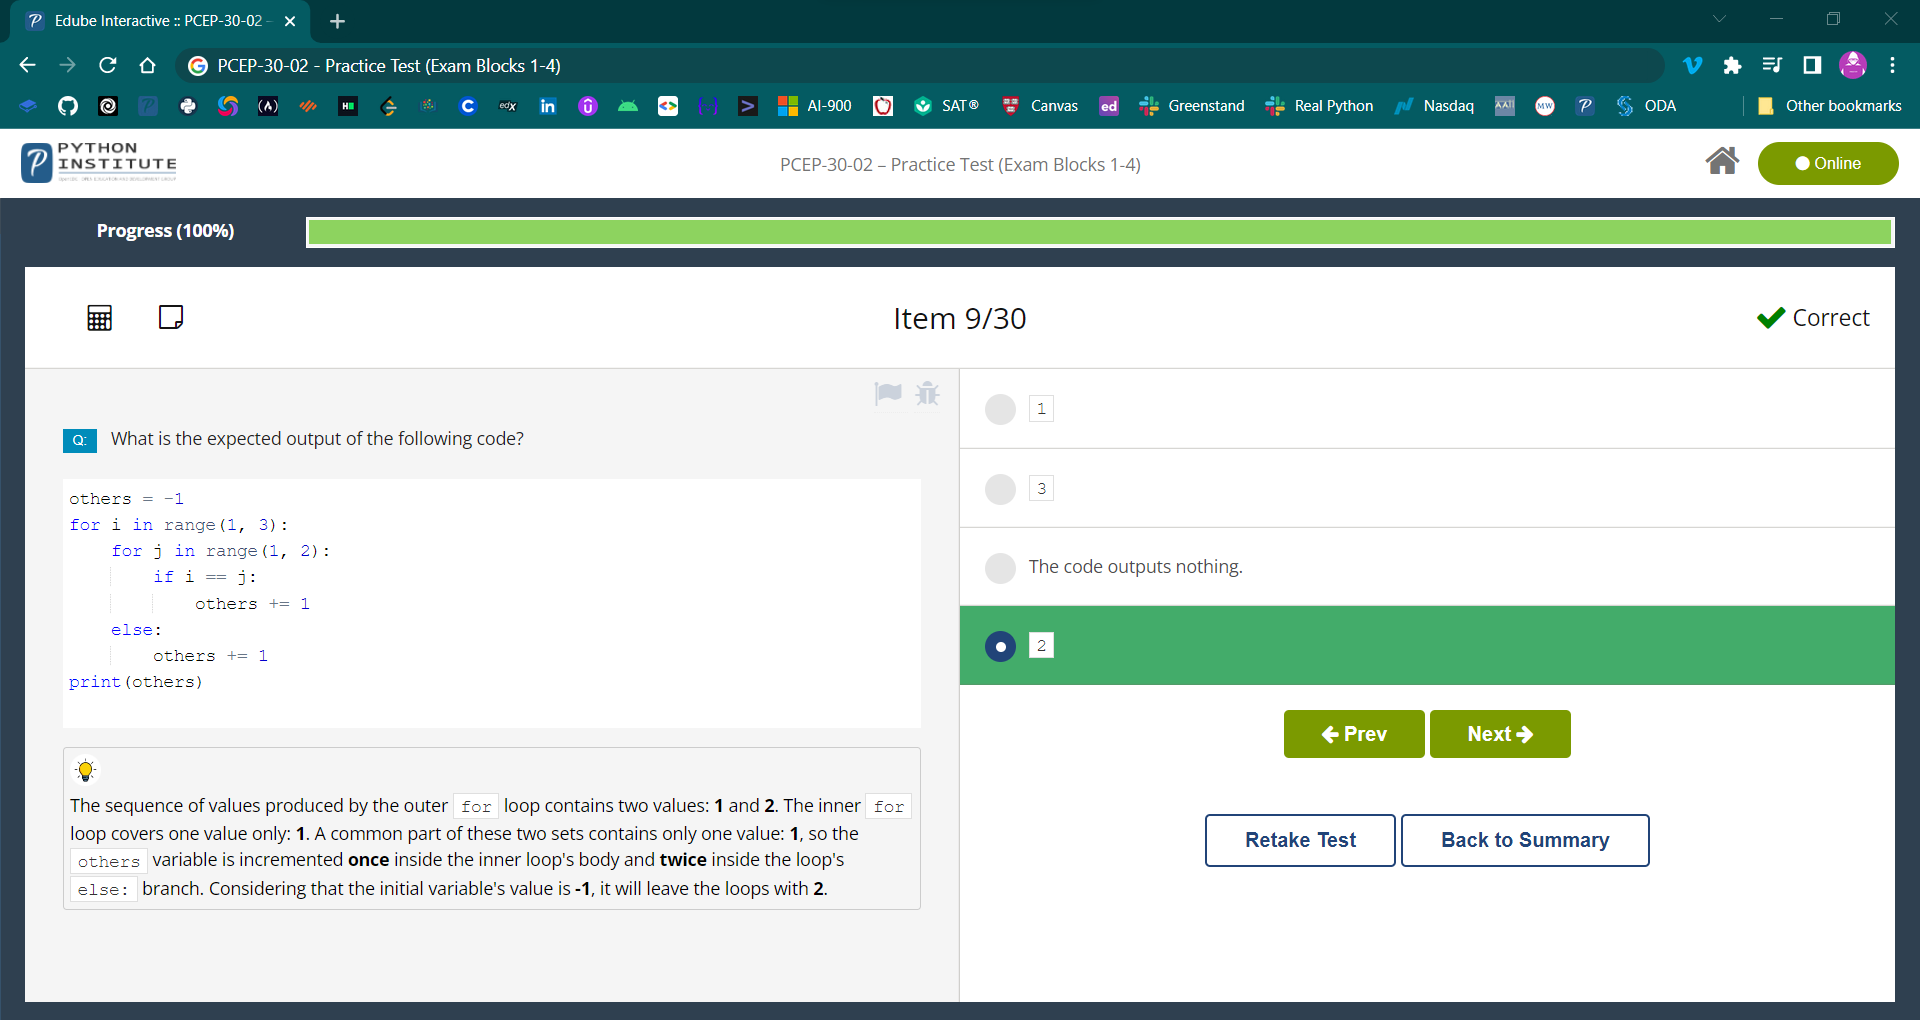 Edube Interactive :: PCEP-30-02 -
PCEP-30-02 - Practice Test (Exam Blocks 1-4)
AI-900
SAT®
Canvas
ed
Greenstand
Real Python
Nasdaq
MW
ODA
Other bookmarks
PYTHON
INSTITUTE
PCEP-30-02 – Practice Test (Exam Blocks 1-4)
Online
Progress (100%)
Item 9/30
Correct
Q:
What is the expected output of the following code?
others = -1
for i in range(1, 3):
    for j in range(1, 2):
        if i == j:
            others += 1
    else:
        others += 1
print(others)
The sequence of values produced by the outer for loop contains two values: 1 and 2. The inner for
loop covers one value only: 1. A common part of these two sets contains only one value: 1, so the
others variable is incremented once inside the inner loop's body and twice inside the loop's
else: branch. Considering that the initial variable's value is -1, it will leave the loops with 2.
1
3
The code outputs nothing.
2
Prev
Next
Retake Test
Back to Summary